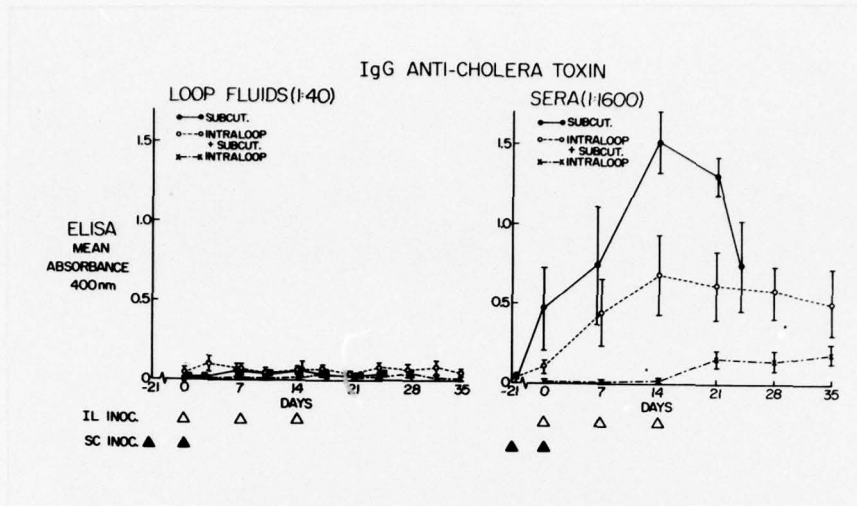 IgG ANTI-CHOLERA TOXIN
LOOP FLUIDS (1:40)
SUBCUT.
INTRALOOP
+ SUBCUT.
INTRALOOP
1.5
1.0
0.5
0
ELISA
MEAN
ABSORBANCE
400nm
-21 0 7 14 21 28 35
DAYS
IL INOC.
SC INOC.
SERA (1:1600)
SUBCUT.
INTRALOOP
+ SUBCUT.
INTRALOOP
1.5
1.0
0.5
0
-21 0 7 14 21 28 35
DAYS